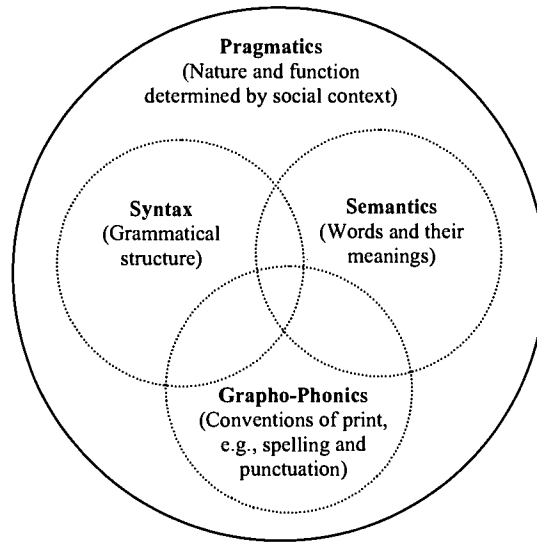 Pragmatics
(Nature and function
determined by social context)
Syntax
(Grammatical
structure)
Semantics
(Words and their
meanings)
Grapho-Phonics
(Conventions of print,
e.g., spelling and
punctuation)